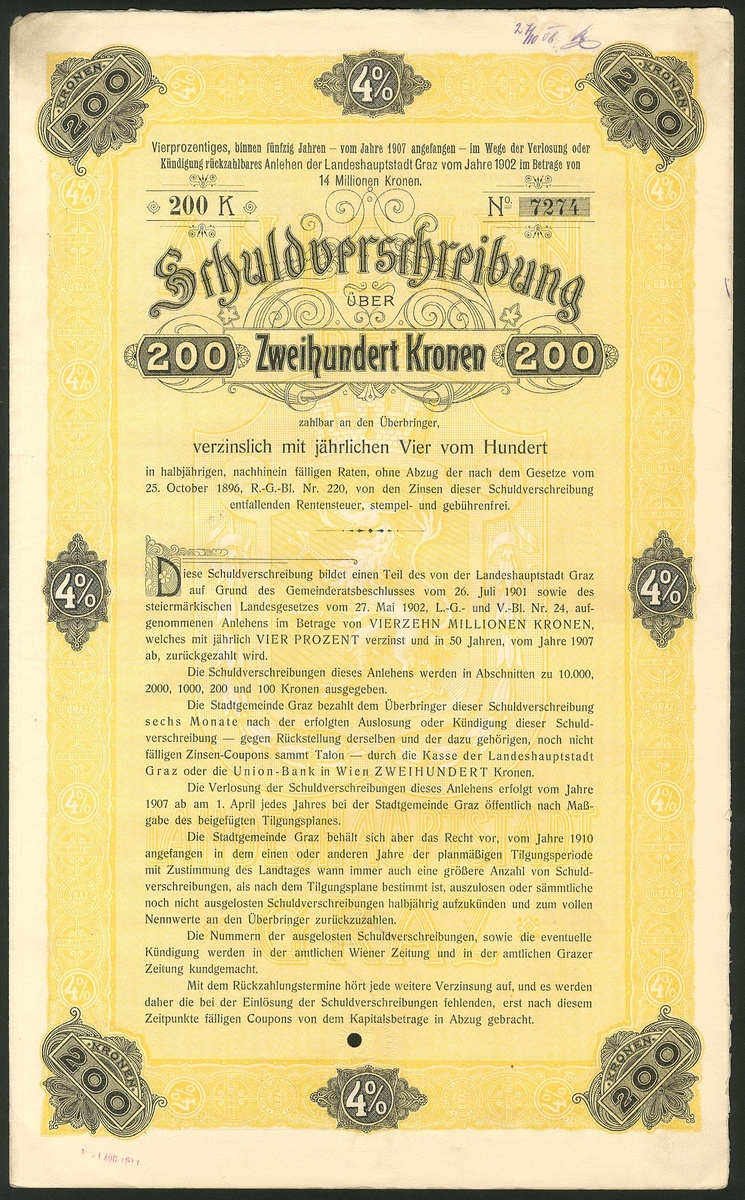 KRONEN
200
4%
KRONEN
200
Vierprozentiges, binnen fünfzig Jahren – vom Jahre 1907 angefangen – im Wege der Verlosung oder
Kündigung rückzahlbares Anlehen der Landeshauptstadt Graz vom Jahre 1902 im Betrage von
14 Millionen Kronen.
200 K
No. 7274
Schuldverschreibung
ÜBER
200 Zweihundert Kronen 200
zahlbar an den Überbringer,
verzinslich mit jährlichen Vier vom Hundert
in halbjährigen, nachhinein fälligen Raten, ohne Abzug der nach dem Gesetze vom
25. October 1896, R.-G.-Bl. Nr. 220, von den Zinsen dieser Schuldverschreibung
entfallenden Rentensteuer, stempel- und gebührenfrei.
Diese Schuldverschreibung bildet einen Teil des von der Landeshauptstadt Graz
auf Grund des Gemeinderatsbeschlusses vom 26. Juli 1901 sowie des
steiermärkischen Landesgesetzes vom 27. Mai 1902, L.-G.- und V.-Bl. Nr. 24, auf-
genommenen Anlehens im Betrage von VIERZEHN MILLIONEN KRONEN,
welches mit jährlich VIER PROZENT verzinst und in 50 Jahren, vom Jahre 1907
ab, zurückgezahlt wird.
4%
4%
Die Schuldverschreibungen dieses Anlehens werden in Abschnitten zu 10.000,
2000, 1000, 200 und 100 Kronen ausgegeben.
Die Stadtgemeinde Graz bezahlt dem Überbringer dieser Schuldverschreibung
sechs Monate nach der erfolgten Auslosung oder Kündigung dieser Schuld-
verschreibung — gegen Rückstellung derselben und der dazu gehörigen, noch nicht
fälligen Zinsen-Coupons sammt Talon — durch die Kasse der Landeshauptstadt
Graz oder die Union-Bank in Wien ZWEIHUNDERT Kronen.
Die Verlosung der Schuldverschreibungen dieses Anlehens erfolgt vom Jahre
1907 ab am 1. April jedes Jahres bei der Stadtgemeinde Graz öffentlich nach Maß-
gabe des beigefügten Tilgungsplanes.
Die Stadtgemeinde Graz behält sich aber das Recht vor, vom Jahre 1910
angefangen in dem einen oder anderen Jahre der planmäßigen Tilgungsperiode
mit Zustimmung des Landtages wann immer auch eine größere Anzahl von Schuld-
verschreibungen, als nach dem Tilgungsplane bestimmt ist, auszulosen oder sämmtliche
noch nicht ausgelosten Schuldverschreibungen halbjährig aufzukünden und zum vollen
Nennwerte an den Überbringer zurückzuzahlen.
Die Nummern der ausgelosten Schuldverschreibungen, sowie die eventuelle
Kündigung werden in der amtlichen Wiener Zeitung und in der amtlichen Grazer
Zeitung kundgemacht.
Mit dem Rückzahlungstermine hört jede weitere Verzinsung auf, und es werden
daher die bei der Einlösung der Schuldverschreibungen fehlenden, erst nach diesem
Zeitpunkte fälligen Coupons von dem Kapitalsbetrage in Abzug gebracht.
KRONEN
200
4%
KRONEN
200